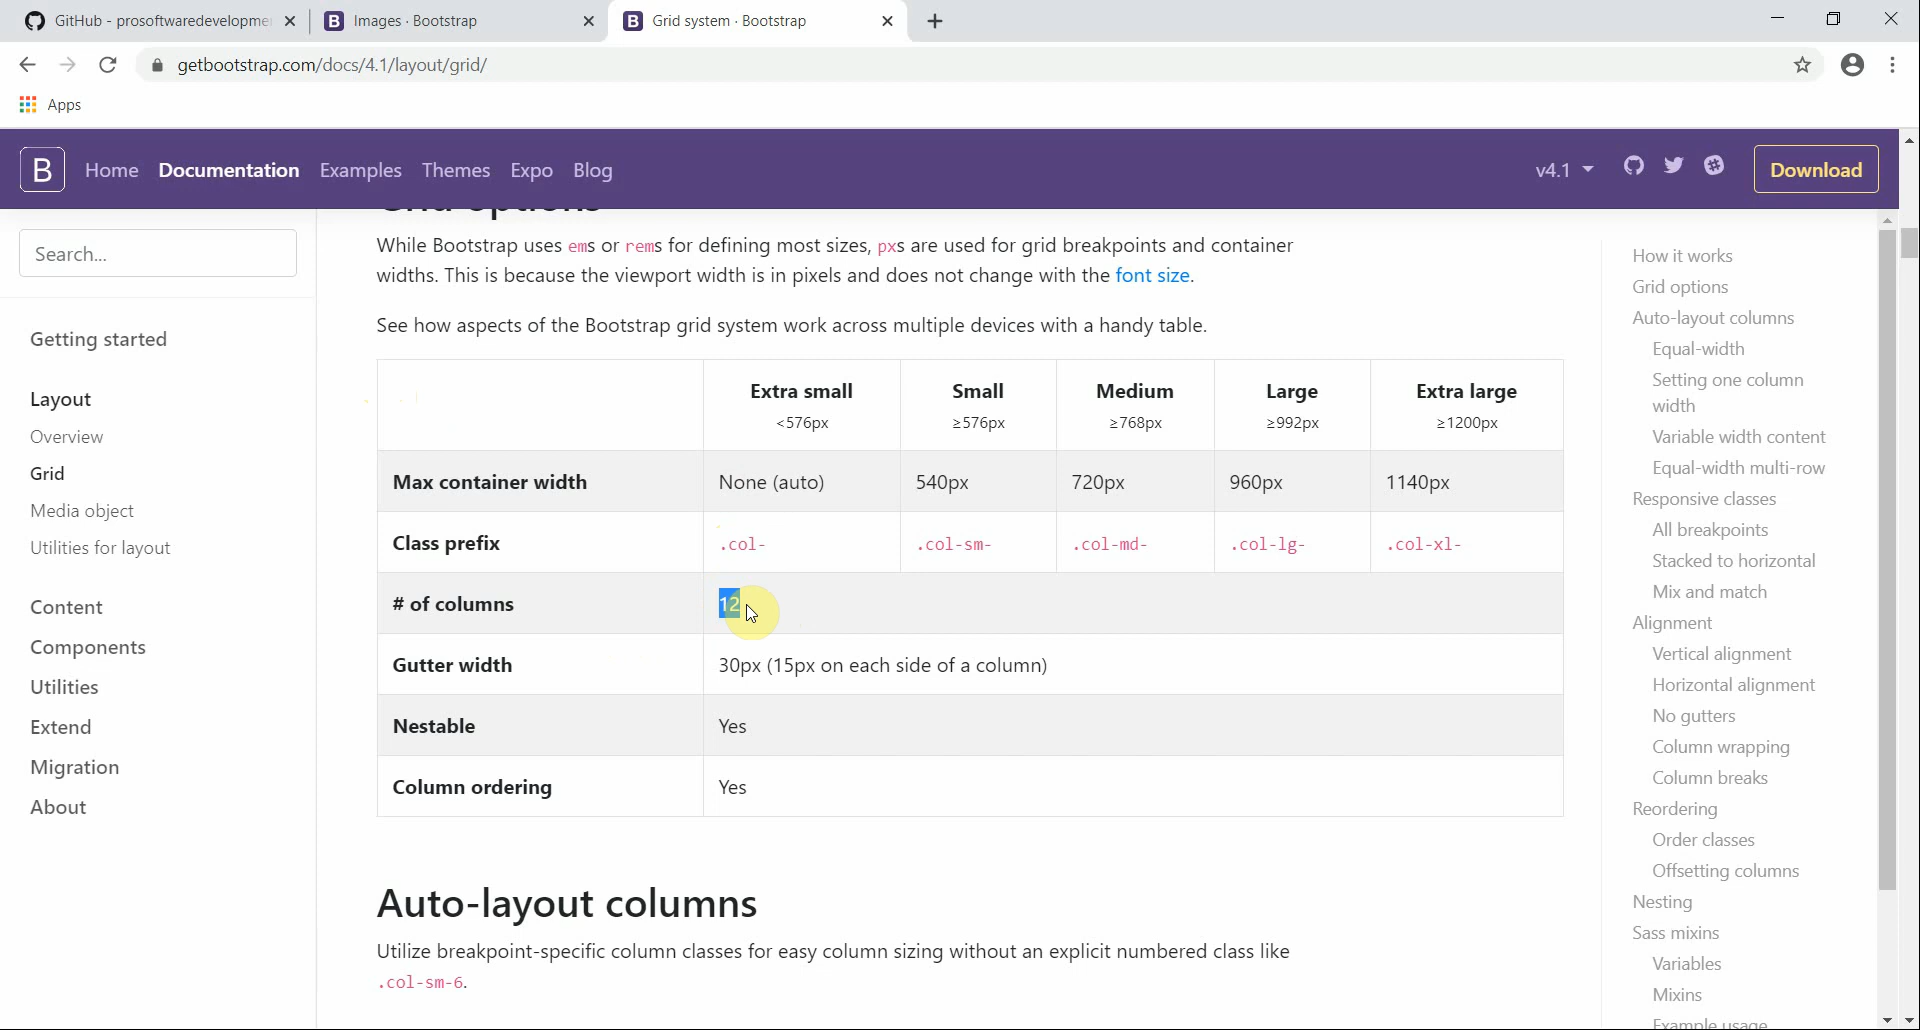 GitHub - prosoftwaredevelopme
Images · Bootstrap
Grid system · Bootstrap
getbootstrap.com/docs/4.1/layout/grid/
Apps
B
Home
Documentation
Examples
Themes
Expo
Blog
v4.1
Download
Search...
Getting started
Layout
Overview
Grid
Media object
Utilities for layout
Content
Components
Utilities
Extend
Migration
About
Grid options
While Bootstrap uses ems or rems for defining most sizes, pxs are used for grid breakpoints and container
widths. This is because the viewport width is in pixels and does not change with the font size.
See how aspects of the Bootstrap grid system work across multiple devices with a handy table.
Extra small Small Medium Large Extra large
<576px ≥576px ≥768px ≥992px ≥1200px
Max container width None (auto) 540px 720px 960px 1140px
Class prefix .col- .col-sm- .col-md- .col-lg- .col-xl-
# of columns 12
Gutter width 30px (15px on each side of a column)
Nestable Yes
Column ordering Yes
Auto-layout columns
Utilize breakpoint-specific column classes for easy column sizing without an explicit numbered class like
.col-sm-6.
How it works
Grid options
Auto-layout columns
Equal-width
Setting one column
width
Variable width content
Equal-width multi-row
Responsive classes
All breakpoints
Stacked to horizontal
Mix and match
Alignment
Vertical alignment
Horizontal alignment
No gutters
Column wrapping
Column breaks
Reordering
Order classes
Offsetting columns
Nesting
Sass mixins
Variables
Mixins
Example usage